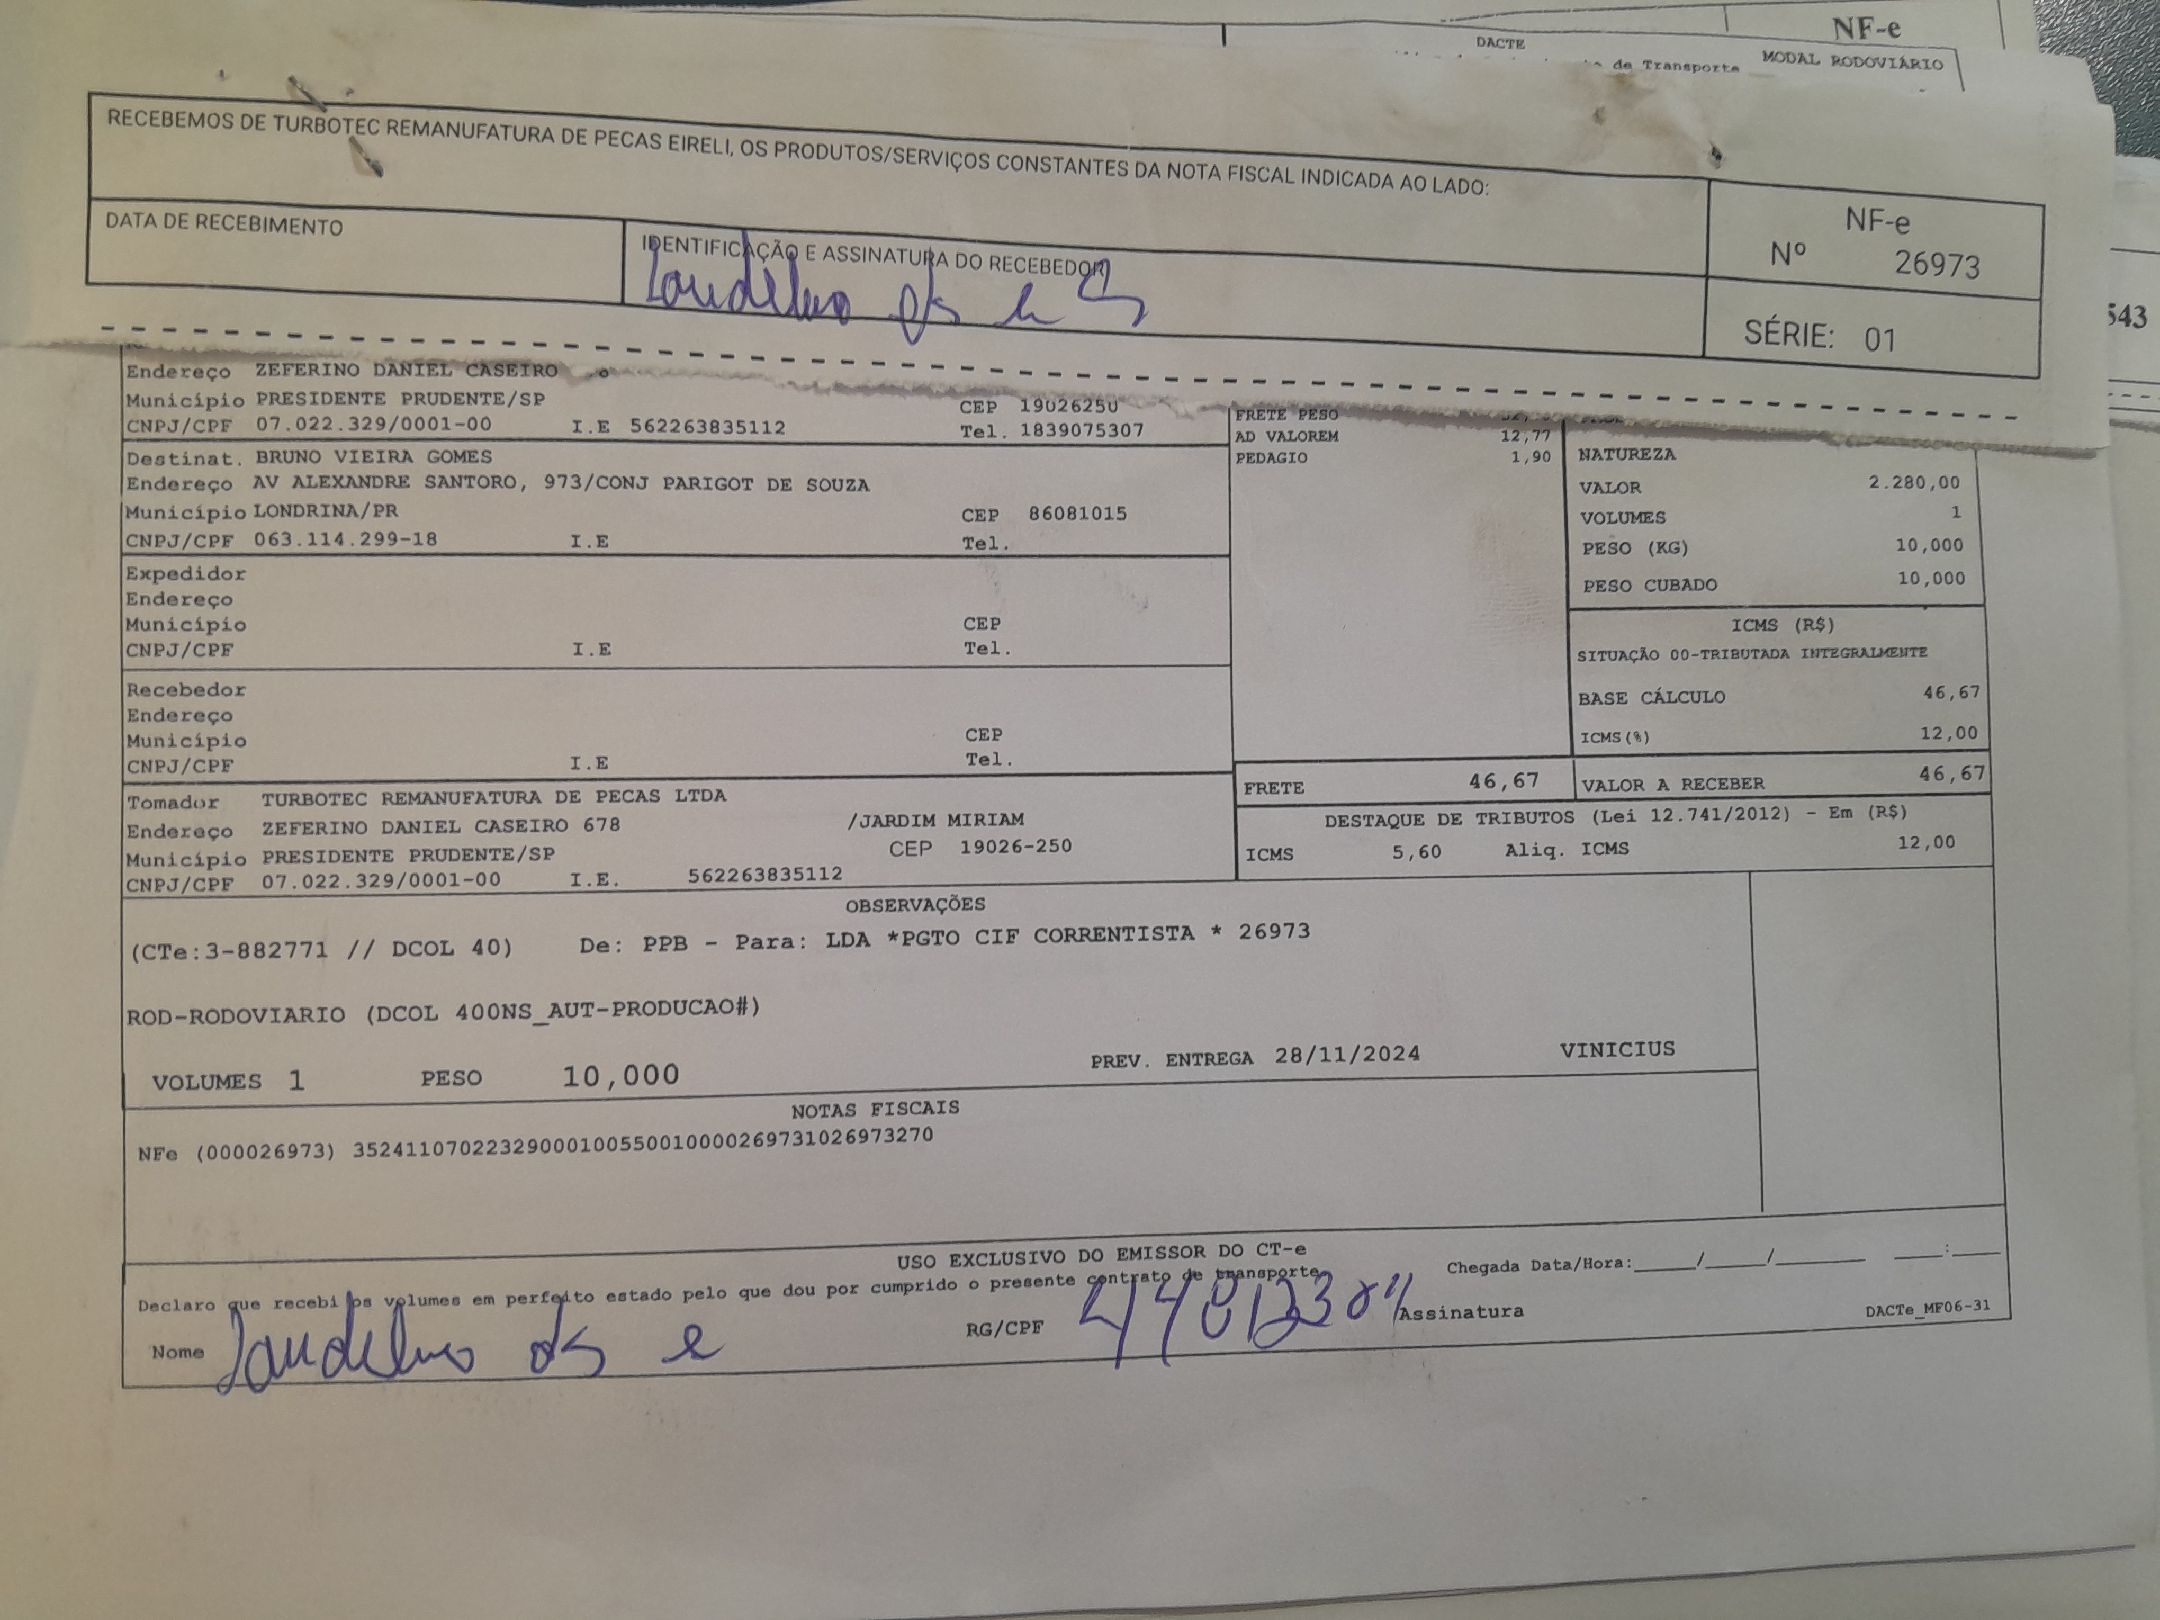 NF-e
DACTE
de Transporte
MODAL RODOVIÁRIO
RECEBEMOS DE TURBOTEC REMANUFATURA DE PECAS EIRELI, OS PRODUTOS/SERVIÇOS CONSTANTES DA NOTA FISCAL INDICADA AO LADO:
DATA DE RECEBIMENTO
IDENTIFICAÇÃO E ASSINATURA DO RECEBEDOR
NF-e
Nº 26973
SÉRIE: 01
543
Endereço ZEFERINO DANIEL CASEIRO
Município PRESIDENTE PRUDENTE/SP CEP 19026250
CNPJ/CPF 07.022.329/0001-00 I.E 562263835112 Tel. 1839075307
Destinat. BRUNO VIEIRA GOMES
Endereço AV ALEXANDRE SANTORO, 973/CONJ PARIGOT DE SOUZA
Município LONDRINA/PR CEP 86081015
CNPJ/CPF 063.114.299-18 I.E Tel.
Expedidor
Endereço
Município CEP
CNPJ/CPF I.E Tel.
Recebedor
Endereço
Município CEP
CNPJ/CPF I.E Tel.
Tomador TURBOTEC REMANUFATURA DE PECAS LTDA
Endereço ZEFERINO DANIEL CASEIRO 678 /JARDIM MIRIAM
Município PRESIDENTE PRUDENTE/SP CEP 19026-250
CNPJ/CPF 07.022.329/0001-00 I.E. 562263835112
FRETE PESO
AD VALOREM 12,77
PEDAGIO 1,90
NATUREZA
VALOR 2.280,00
VOLUMES 1
PESO (KG) 10,000
PESO CUBADO 10,000
ICMS (R$)
SITUAÇÃO 00-TRIBUTADA INTEGRALMENTE
BASE CÁLCULO 46,67
ICMS(%) 12,00
FRETE 46,67 VALOR A RECEBER 46,67
DESTAQUE DE TRIBUTOS (Lei 12.741/2012) - Em (R$)
ICMS 5,60 Aliq. ICMS 12,00
OBSERVAÇÕES
(CTe:3-882771 // DCOL 40) De: PPB - Para: LDA *PGTO CIF CORRENTISTA * 26973
ROD-RODOVIARIO (DCOL 400NS_AUT-PRODUCAO#)
VOLUMES 1 PESO 10,000 PREV. ENTREGA 28/11/2024 VINICIUS
NOTAS FISCAIS
NFe (000026973) 35241107022329000100550010000269731026973270
USO EXCLUSIVO DO EMISSOR DO CT-e
Declaro que recebi os volumes em perfeito estado pelo que dou por cumprido o presente contrato de transporte
Chegada Data/Hora:_____/_____/_______ ____:____
Nome RG/CPF Assinatura
DACTe_MF06-31